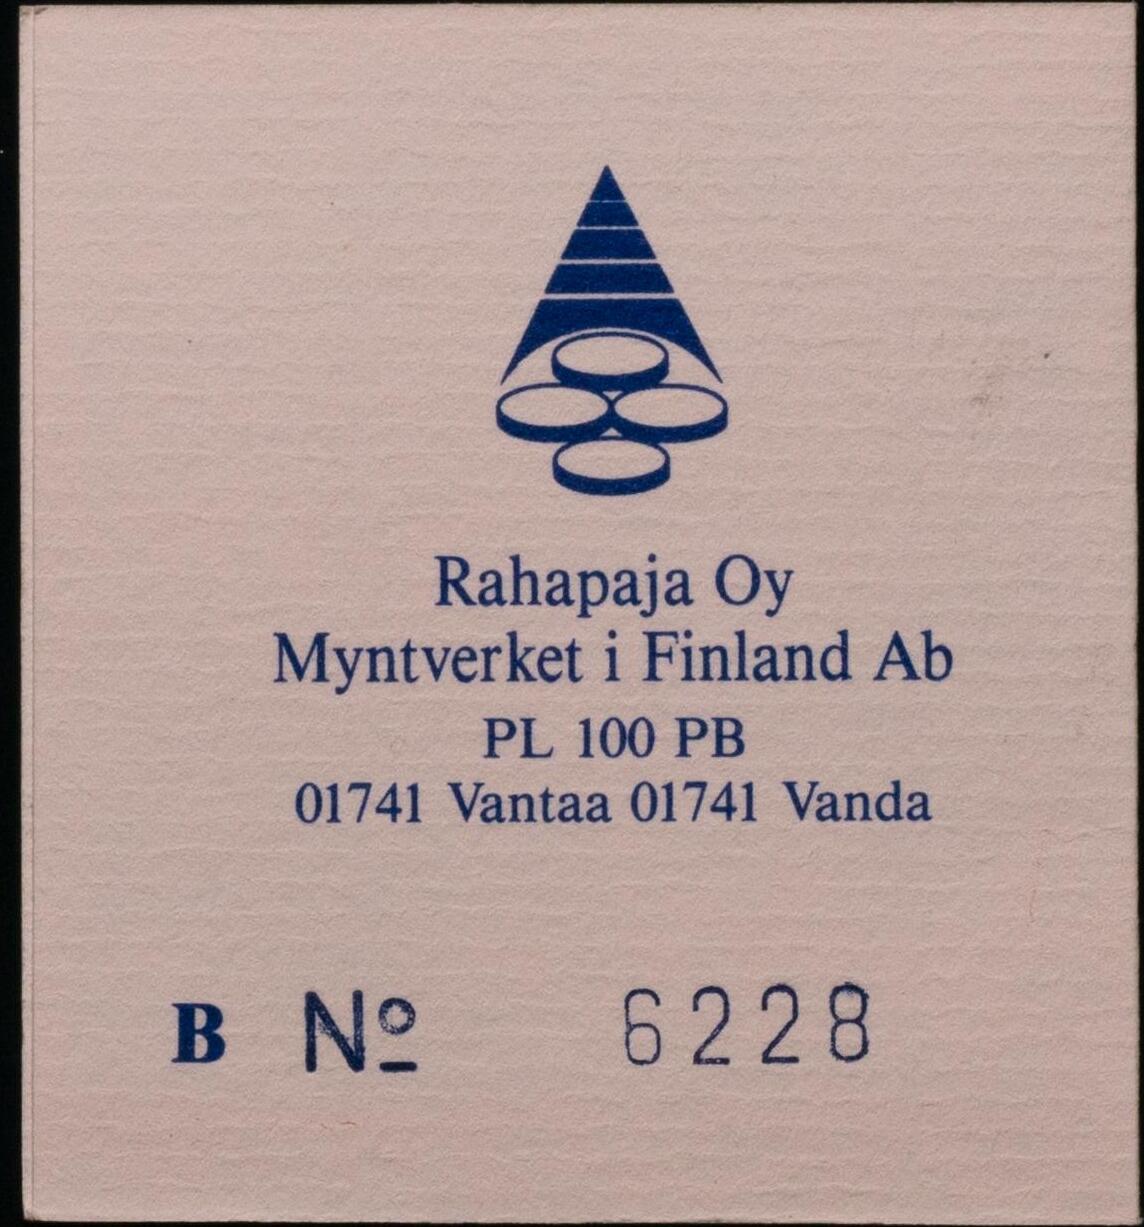 Rahapaja Oy
Myntverket i Finland Ab
PL 100 PB
01741 Vantaa 01741 Vanda
B Nº 6228